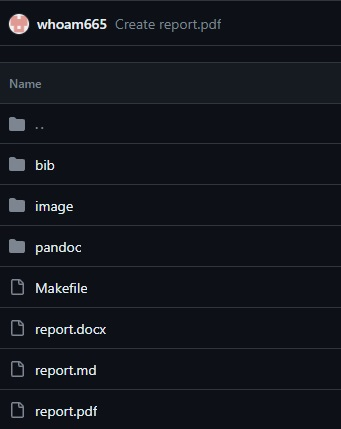 whoam665 Create report.pdf
Name
..
bib
image
pandoc
Makefile
report.docx
report.md
report.pdf